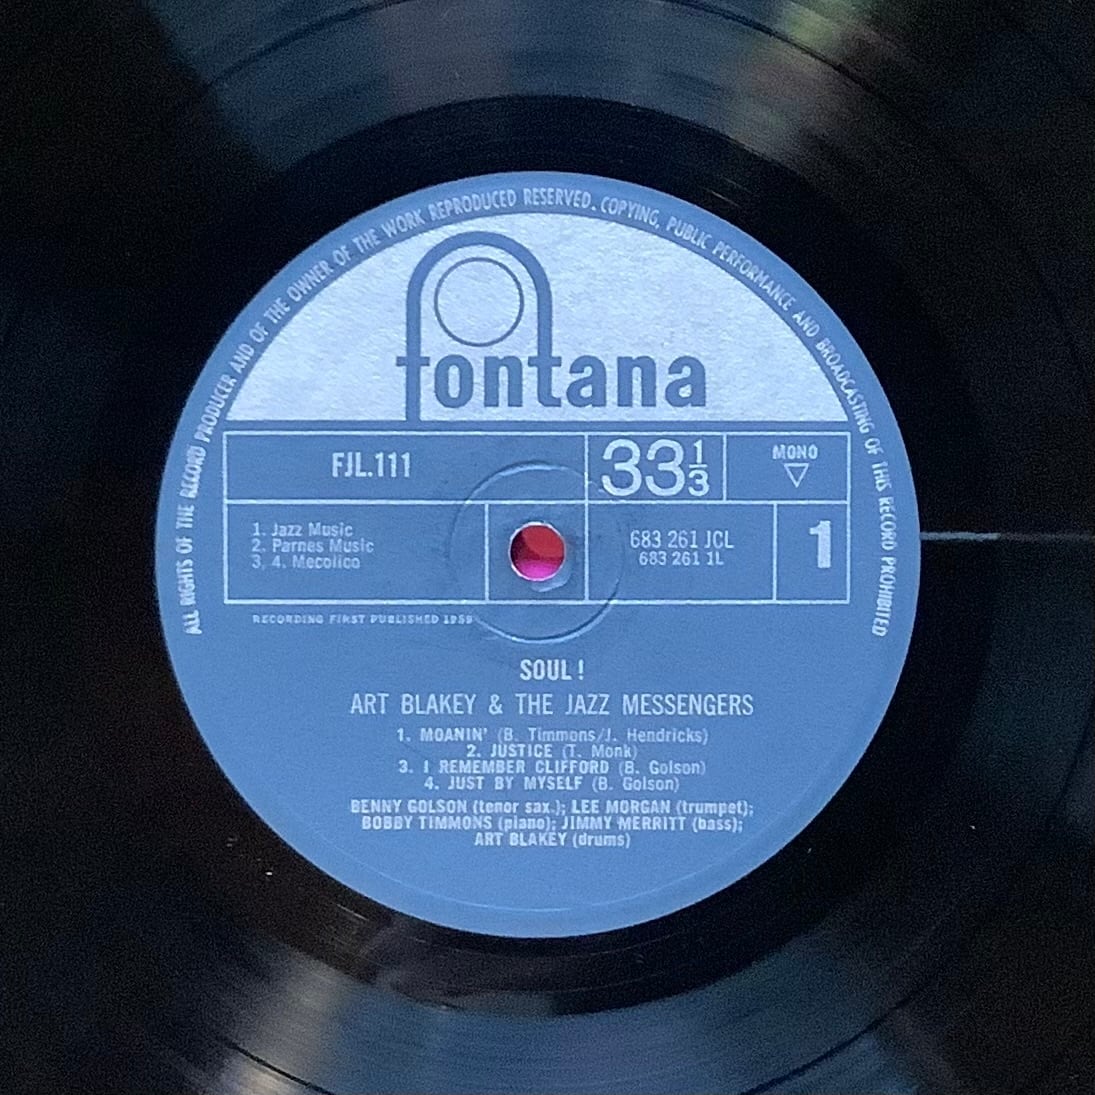 ALL RIGHTS OF THE RECORD PRODUCER AND OF THE OWNER OF THE WORK REPRODUCED RESERVED. COPYING, PUBLIC PERFORMANCE AND BROADCASTING OF THIS RECORD PROHIBITED
fontana
FJL.111
33⅓
MONO
1. Jazz Music
2. Parnes Music
3, 4. Mecolico
683 261 JCL
683 261 1L
1
RECORDING FIRST PUBLISHED 1959
SOUL!
ART BLAKEY & THE JAZZ MESSENGERS
1. MOANIN' (B. Timmons/J. Hendricks)
2. JUSTICE (T. Monk)
3. I REMEMBER CLIFFORD (B. Golson)
4. JUST BY MYSELF (B. Golson)
BENNY GOLSON (tenor sax.); LEE MORGAN (trumpet);
BOBBY TIMMONS (piano); JIMMY MERRITT (bass);
ART BLAKEY (drums)